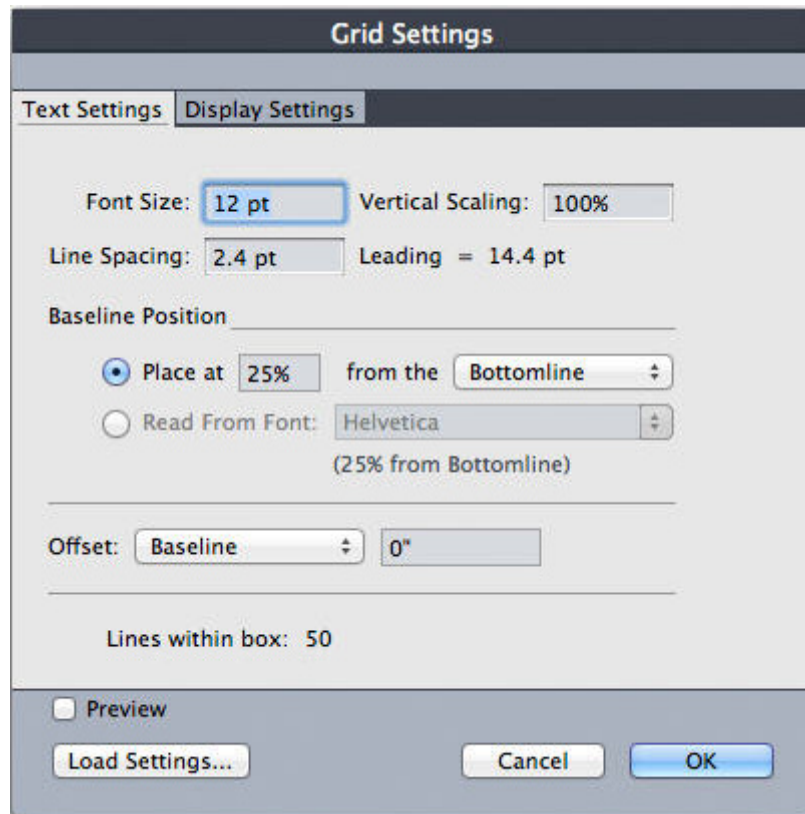 Grid Settings
Text Settings Display Settings
Font Size: 12 pt Vertical Scaling: 100%
Line Spacing: 2.4 pt Leading = 14.4 pt
Baseline Position
Place at 25% from the Bottomline
Read From Font: Helvetica
(25% from Bottomline)
Offset: Baseline 0"
Lines within box: 50
Preview
Load Settings... Cancel OK